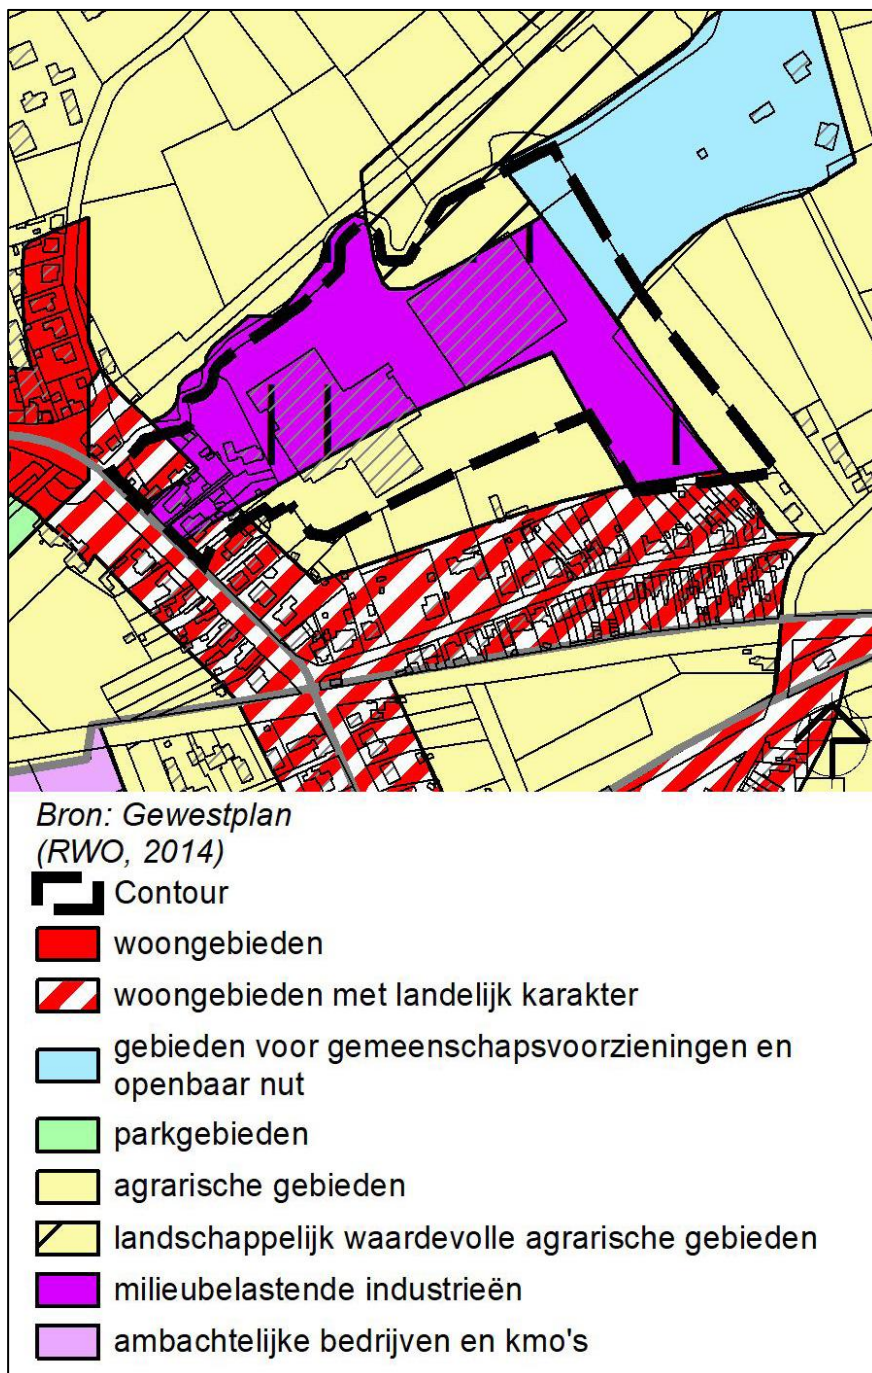 Bron: Gewestplan
(RWO, 2014)
Contour
woongebieden
woongebieden met landelijk karakter
gebieden voor gemeenschapsvoorzieningen en
openbaar nut
parkgebieden
agrarische gebieden
landschappelijk waardevolle agrarische gebieden
milieubelastende industrieën
ambachtelijke bedrijven en kmo's